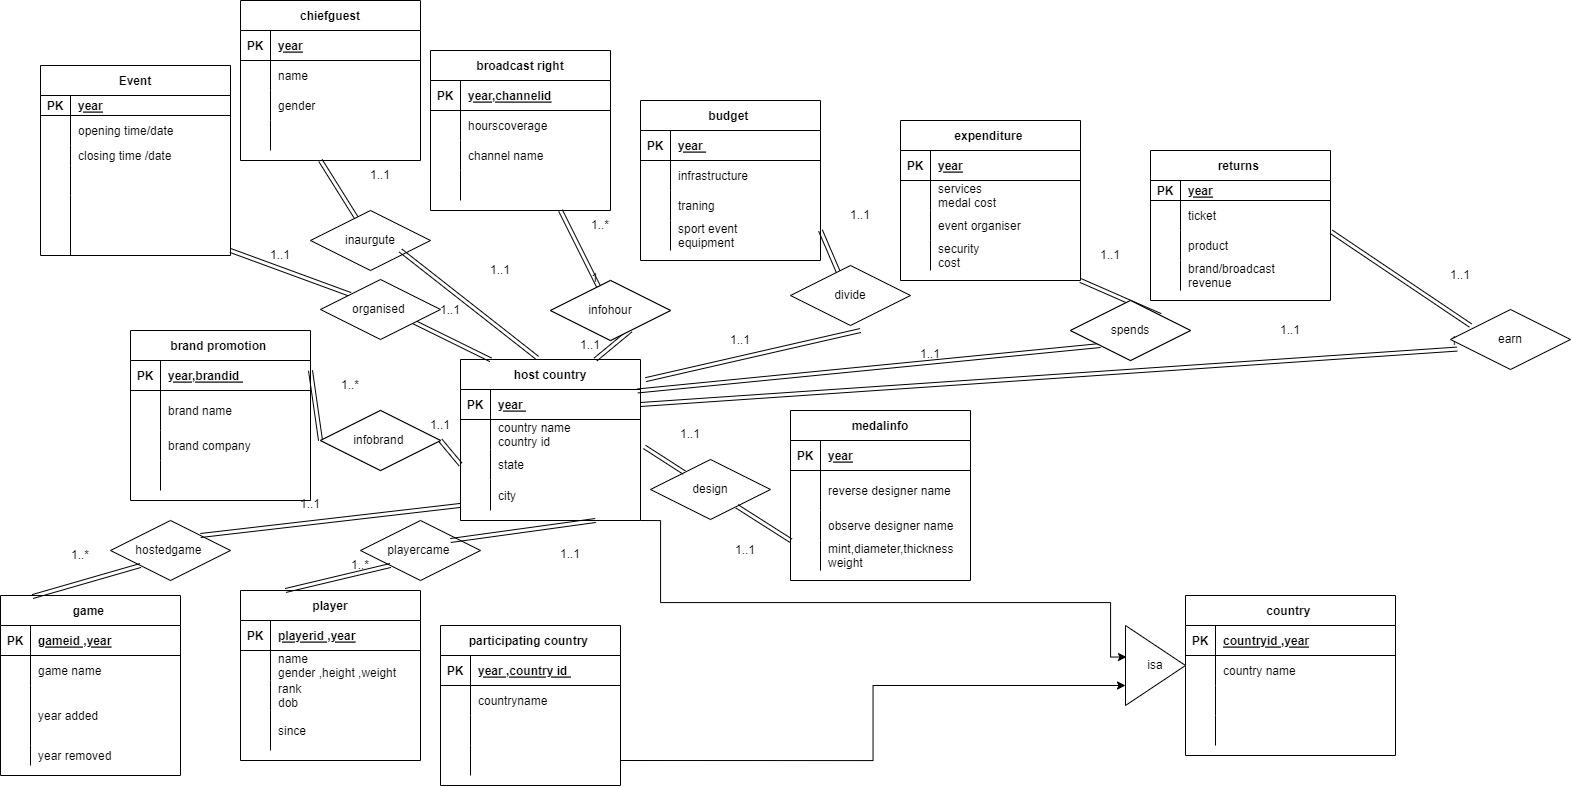 chiefguest
PK year
name
gender
broadcast right
PK year,channelid
hourscoverage
channel name
Event
PK year
opening time/date
closing time /date
budget
PK year
infrastructure
traning
sport event
equipment
expenditure
PK year
services
medal cost
event organiser
security
cost
returns
PK year
ticket
product
brand/broadcast
revenue
1..1
1..*
1..1
inaurgute
1..1
1..1
1..1
1..1
divide
1
organised
1..1
infohour
spends
1..1
earn
1..1
1..1
1..1
1..1
brand promotion
PK year,brandid
brand name
brand company
1..*
infobrand
1..1
host country
PK year
country name
country id
state
city
1..1
design
1..1
medalinfo
PK year
reverse designer name
observe designer name
mint,diameter,thickness
weight
1..1
hostedgame
1..*
playercame
1..*
1..1
game
PK gameid ,year
game name
year added
year removed
player
PK playerid ,year
name
gender ,height ,weight
rank
dob
since
participating country
PK year ,country id
countryname
isa
country
PK countryid ,year
country name